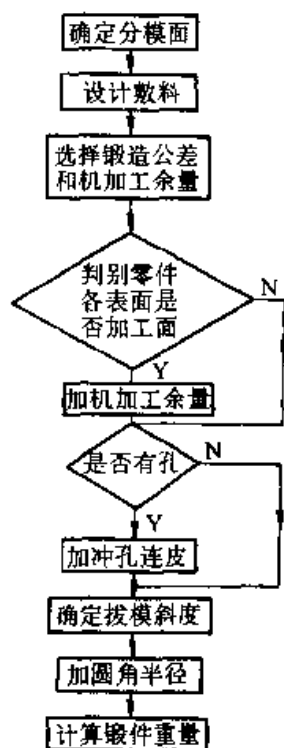 确定分模面
设计敷料
选择锻造公差
和机加工余量
判别零件
各表面是
否加工面
N
Y
加机加工余量
是否有孔
N
Y
加冲孔连皮
确定拔模斜度
加圆角半径
计算锻件重量